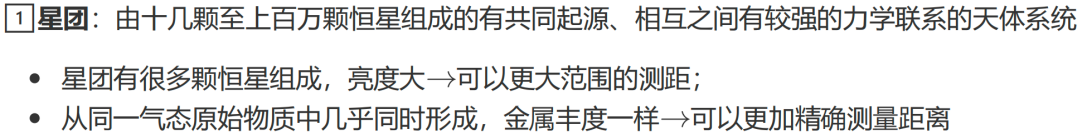 1 星团：由十几颗至上百万颗恒星组成的有共同起源、相互之间有较强的力学联系的天体系统
• 星团有很多颗恒星组成，亮度大→可以更大范围的测距；
• 从同一气态原始物质中几乎同时形成，金属丰度一样→可以更加精确测量距离